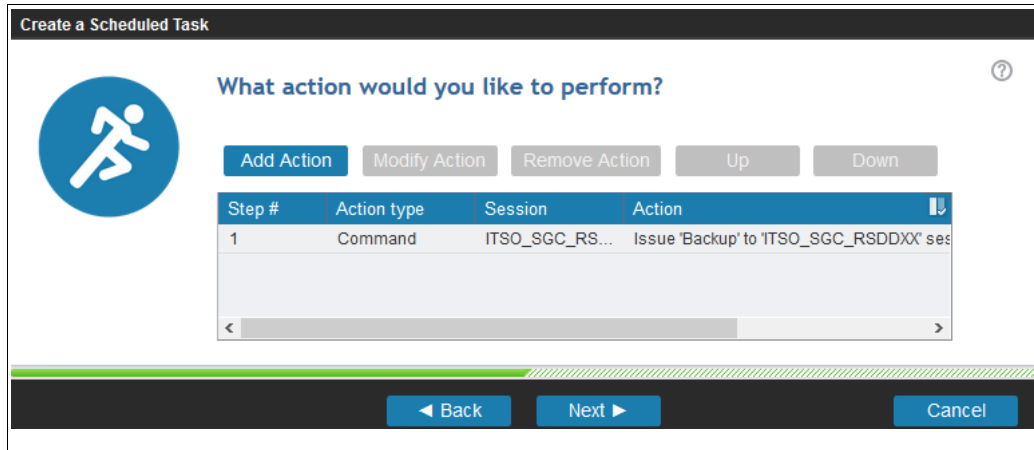 Create a Scheduled Task
What action would you like to perform?
?
Add Action Modify Action Remove Action Up Down
Step # Action type Session Action
1 Command ITSO_SGC_RS... Issue 'Backup' to 'ITSO_SGC_RSDDXX' ses
◄ Back Next ► Cancel